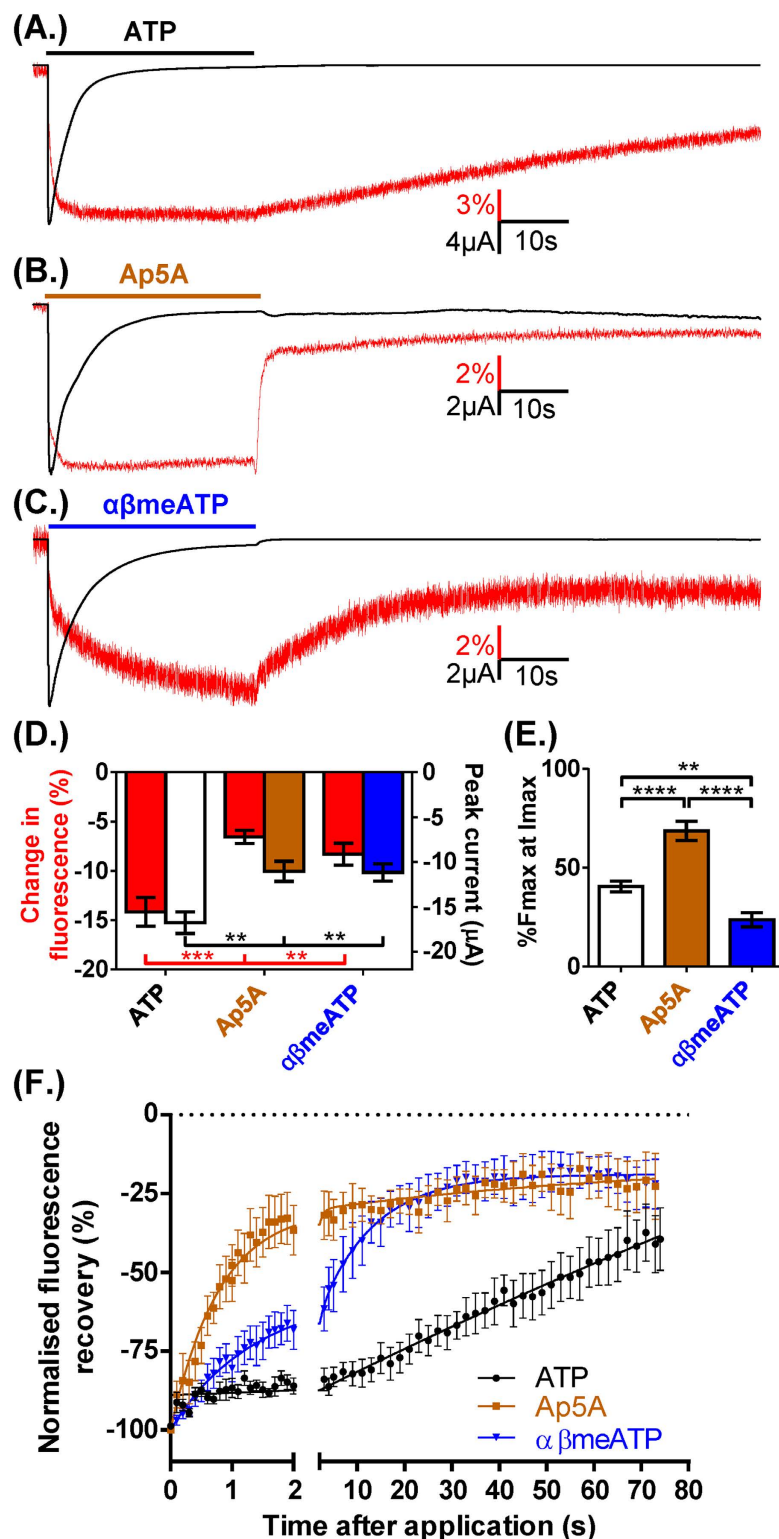 (A.)
ATP
3%
4µA 10s
(B.)
Ap5A
2%
2µA 10s
(C.)
αβmeATP
2%
2µA 10s
(D.)
Change in
fluorescence (%)
0
-5
-10
-15
-20
0
-5
-10
-15
-20
Peak current (µA)
** **
*** **
ATP
Ap5A
αβmeATP
(E.)
%Fmax at Imax
100
50
0
**
**** ****
ATP
Ap5A
αβmeATP
(F.)
Normalised fluorescence
recovery (%)
0
-25
-50
-75
-100
ATP
Ap5A
α βmeATP
0 1 2 10 20 30 40 50 60 70 80
Time after application (s)